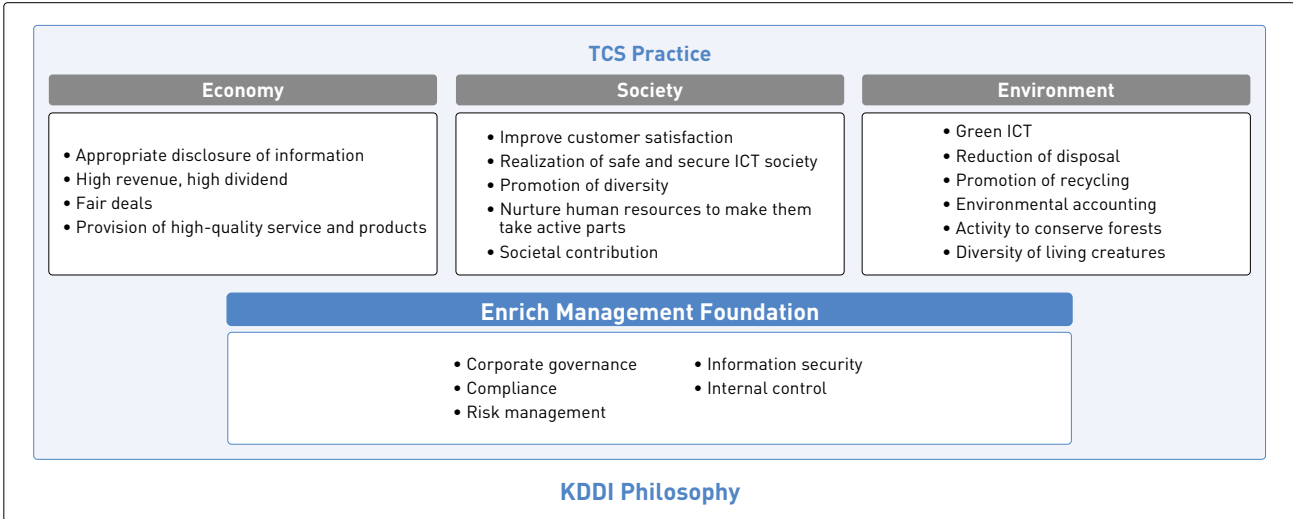 TCS Practice
Economy
• Appropriate disclosure of information
• High revenue, high dividend
• Fair deals
• Provision of high-quality service and products
Society
• Improve customer satisfaction
• Realization of safe and secure ICT society
• Promotion of diversity
• Nurture human resources to make them
take active parts
• Societal contribution
Environment
• Green ICT
• Reduction of disposal
• Promotion of recycling
• Environmental accounting
• Activity to conserve forests
• Diversity of living creatures
Enrich Management Foundation
• Corporate governance
• Compliance
• Risk management
• Information security
• Internal control
KDDI Philosophy